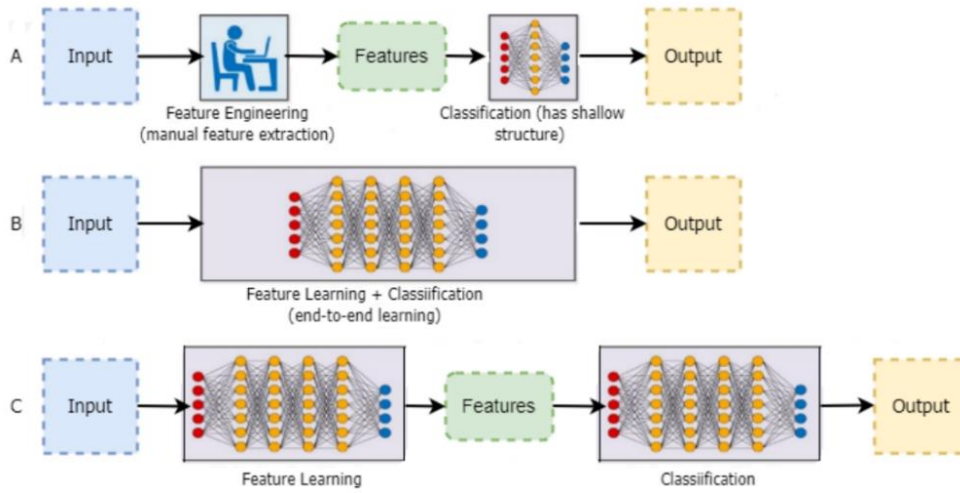 A
Input
Features
Output
Feature Engineering
(manual feature extraction)
Classification (has shallow
structure)
B
Input
Output
Feature Learning + Classiification
(end-to-end learning)
C
Input
Features
Output
Feature Learning
Classiification